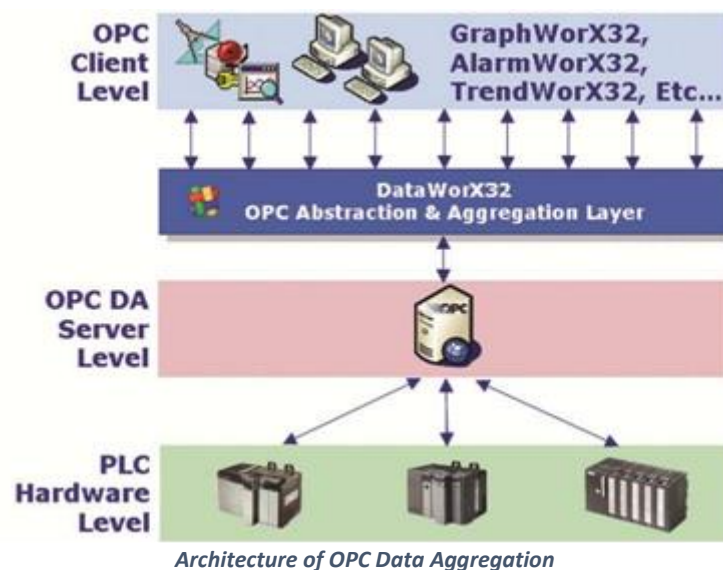 OPC
Client
Level
GraphWorX32,
AlarmWorX32,
TrendWorX32, Etc...
DataWorX32
OPC Abstraction & Aggregation Layer
OPC DA
Server
Level
OPC
PLC
Hardware
Level
Architecture of OPC Data Aggregation